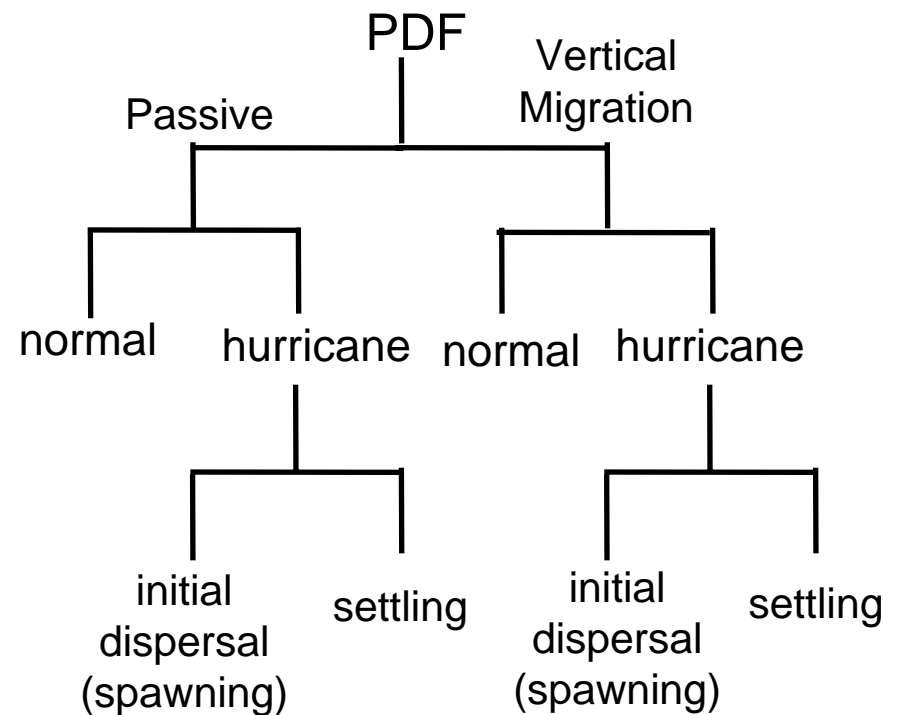 PDF
Vertical
Migration
Passive
normal
hurricane
normal
hurricane
initial
dispersal
(spawning)
settling
initial
dispersal
(spawning)
settling